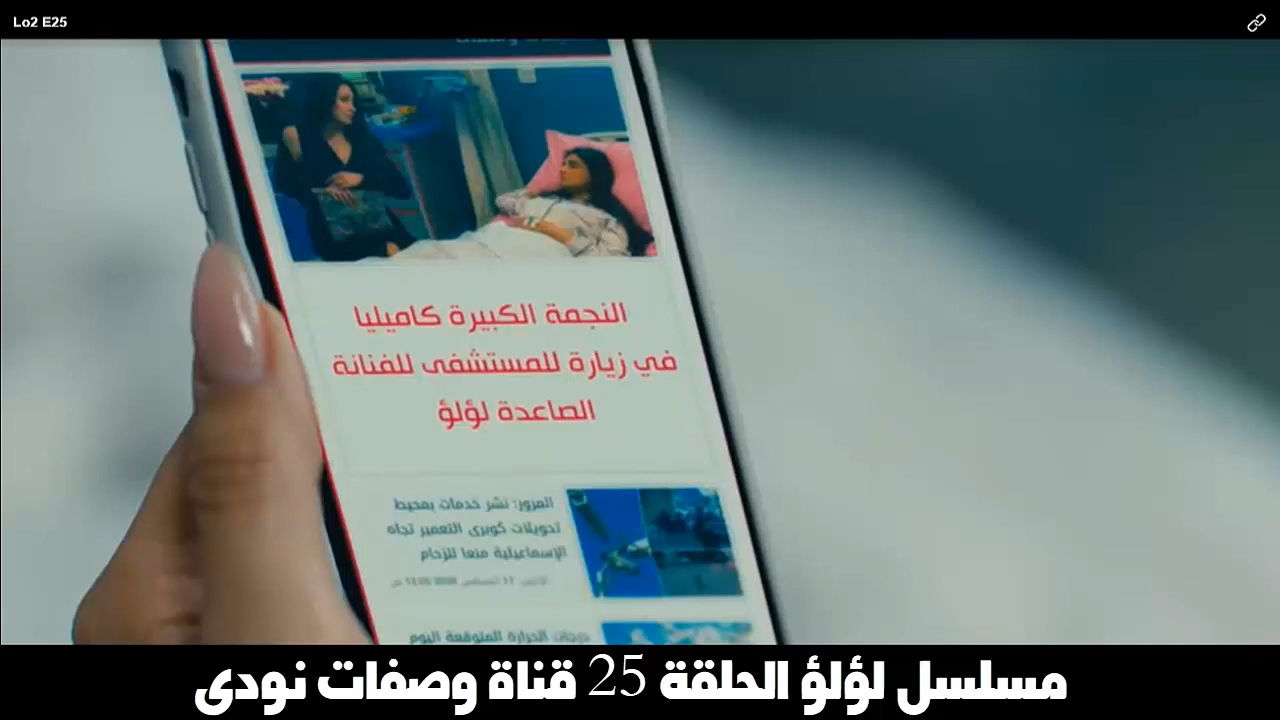 Lo2 E25
النجمة الكبيرة كاميليا
في زيارة للمستشفى للفنانة
الصاعدة لؤلؤ
المرور: نشر خدمات بمحيط
تحويلات كوبرى التعمير تجاه
الإسماعيلية منعا للزحام
درجات الحرارة المتوقعة اليوم
مسلسل لؤلؤ الحلقة 25 قناة وصفات نودى